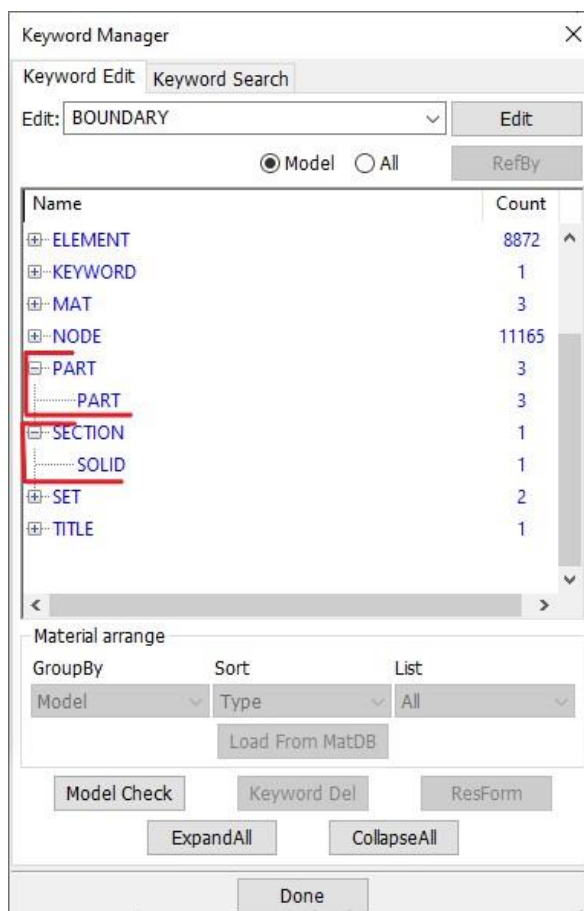 Keyword Manager
Keyword Edit Keyword Search
Edit: BOUNDARY Edit
Model All RefBy
Name Count
ELEMENT 8872
KEYWORD 1
MAT 3
NODE 11165
PART 3
PART 3
SECTION 1
SOLID 1
SET 2
TITLE 1
Material arrange
GroupBy Sort List
Model Type All
Load From MatDB
Model Check Keyword Del ResForm
ExpandAll CollapseAll
Done